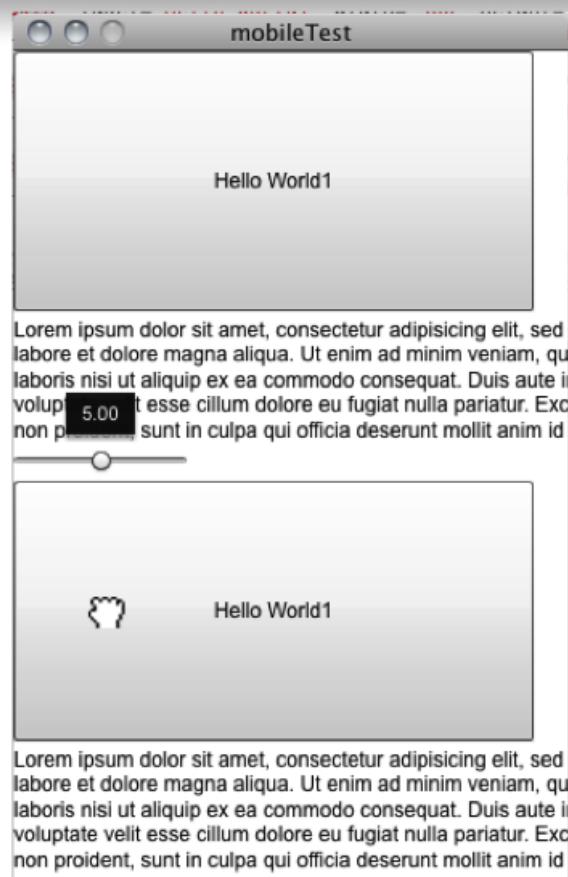 mobileTest
Hello World1
Lorem ipsum dolor sit amet, consectetur adipisicing elit, sed
labore et dolore magna aliqua. Ut enim ad minim veniam, qu
laboris nisi ut aliquip ex ea commodo consequat. Duis aute i
volup t esse cillum dolore eu fugiat nulla pariatur. Exc
5.00
non p sunt in culpa qui officia deserunt mollit anim id
Hello World1
Lorem ipsum dolor sit amet, consectetur adipisicing elit, sed
labore et dolore magna aliqua. Ut enim ad minim veniam, qu
laboris nisi ut aliquip ex ea commodo consequat. Duis aute i
voluptate velit esse cillum dolore eu fugiat nulla pariatur. Exc
non proident, sunt in culpa qui officia deserunt mollit anim id